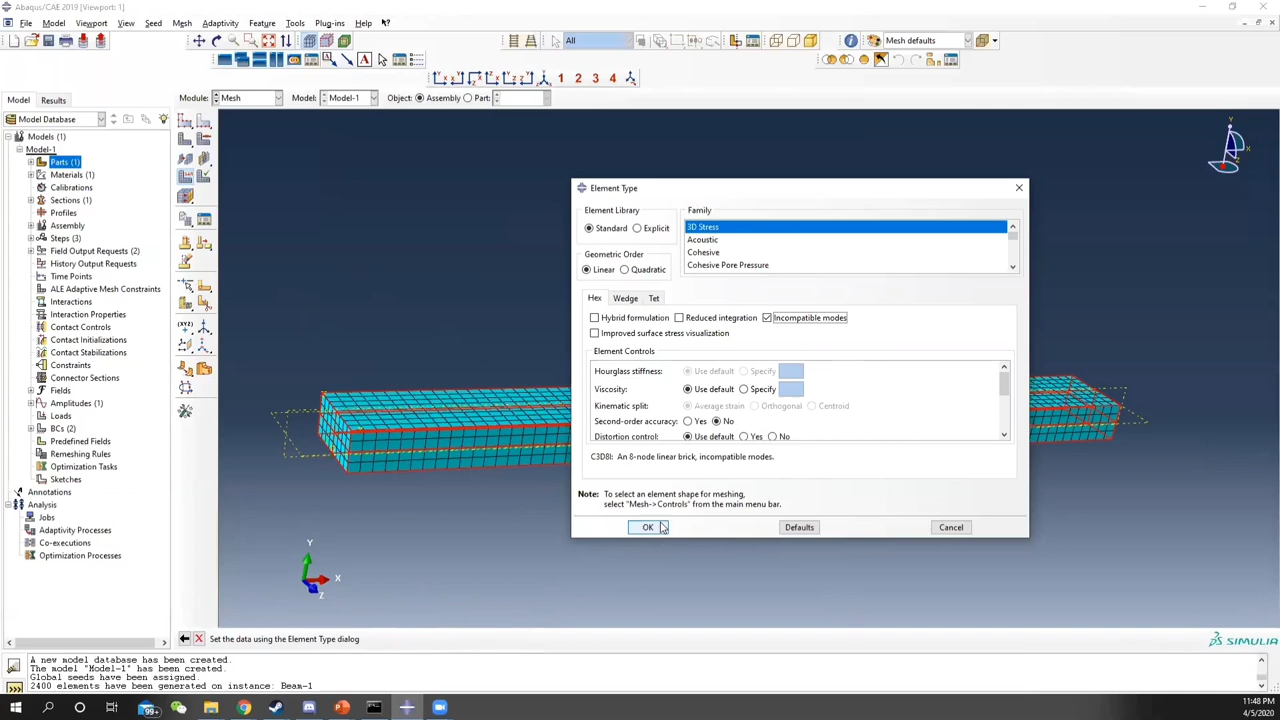 Abaqus/CAE 2019 [Viewport: 1]
File Model Viewport View Seed Mesh Adaptivity Feature Tools Plug-ins Help
All Mesh defaults
1 2 3 4
Model Results Module: Mesh Model: Model-1 Object: Assembly Part:
Model Database
Models (1)
Model-1
Parts (1)
Materials (1)
Calibrations
Sections (1)
Profiles
Assembly
Steps (3)
Field Output Requests (2)
History Output Requests
Time Points
ALE Adaptive Mesh Constraints
Interactions
Interaction Properties
Contact Controls
Contact Initializations
Contact Stabilizations
Constraints
Connector Sections
Fields
Amplitudes (1)
Loads
BCs (2)
Predefined Fields
Remeshing Rules
Optimization Tasks
Sketches
Annotations
Analysis
Jobs
Adaptivity Processes
Co-executions
Optimization Processes
(XYZ)
Y
X
Z
Element Type
Element Library
Standard Explicit
Geometric Order
Linear Quadratic
Family
3D Stress
Acoustic
Cohesive
Cohesive Pore Pressure
Hex Wedge Tet
Hybrid formulation Reduced integration Incompatible modes
Improved surface stress visualization
Element Controls
Hourglass stiffness: Use default Specify
Viscosity: Use default Specify
Kinematic split: Average strain Orthogonal Centroid
Second-order accuracy: Yes No
Distortion control: Use default Yes No
C3D8I: An 8-node linear brick, incompatible modes.
Note: To select an element shape for meshing,
select "Mesh->Controls" from the main menu bar.
OK Defaults Cancel
Y
X
Z
Set the data using the Element Type dialog
SIMULIA
A new model database has been created.
The model "Model-1" has been created.
Global seeds have been assigned.
2400 elements have been generated on instance: Beam-1
99+
11:48 PM
4/5/2020